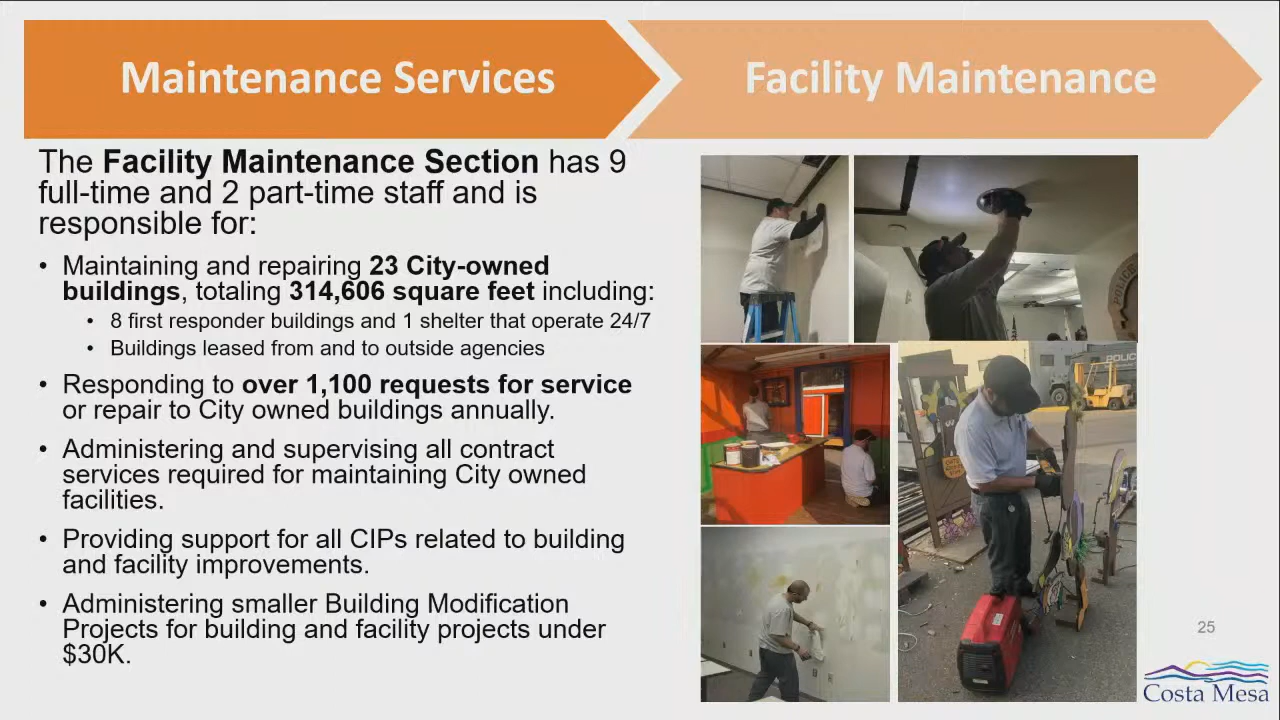 Maintenance Services
Facility Maintenance
The Facility Maintenance Section has 9
full-time and 2 part-time staff and is
responsible for:
• Maintaining and repairing 23 City-owned
buildings, totaling 314,606 square feet including:
• 8 first responder buildings and 1 shelter that operate 24/7
• Buildings leased from and to outside agencies
• Responding to over 1,100 requests for service
or repair to City owned buildings annually.
• Administering and supervising all contract
services required for maintaining City owned
facilities.
• Providing support for all CIPs related to building
and facility improvements.
• Administering smaller Building Modification
Projects for building and facility projects under
$30K.
POLICE
POLICE
25
Costa Mesa